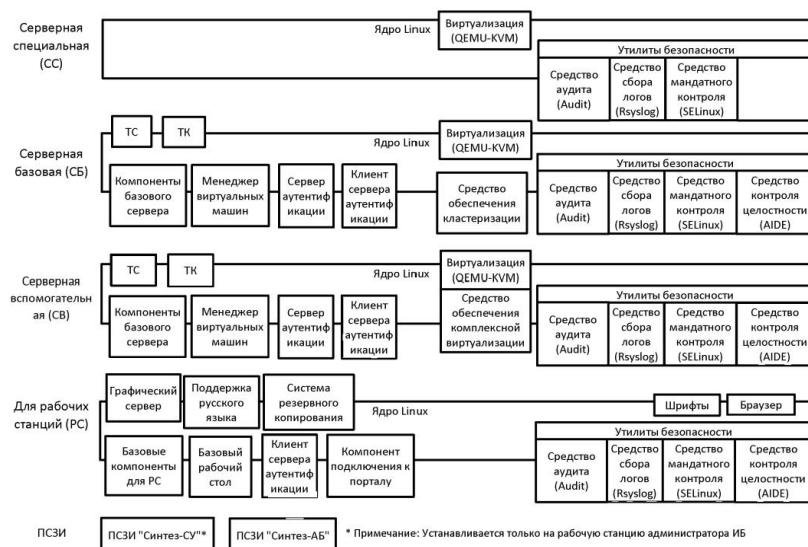 Серверная
специальная
(СС)
Ядро Linux
Виртуализация
(QEMU-KVM)
Утилиты безопасности
Средство
аудита
(Audit)
Средство
сбора
логов
(Rsyslog)
Средство
мандатного
контроля
(SELinux)
Серверная
базовая (СБ)
ТС
ТК
Ядро Linux
Виртуализация
(QEMU-KVM)
Компоненты
базового
сервера
Менеджер
виртуальных
машин
Сервер
аутентиф
икации
Клиент
сервера
аутентиф
икации
Средство
обеспечения
кластеризации
Утилиты безопасности
Средство
аудита
(Audit)
Средство
сбора
логов
(Rsyslog)
Средство
мандатного
контроля
(SELinux)
Средство
контроля
целостности
(AIDE)
Серверная
вспомогательн
ая (СВ)
ТС
ТК
Ядро Linux
Виртуализация
(QEMU-KVM)
Компоненты
базового
сервера
Менеджер
виртуальных
машин
Сервер
аутентиф
икации
Клиент
сервера
аутентиф
икации
Средство
обеспечения
комплексной
виртуализации
Утилиты безопасности
Средство
аудита
(Audit)
Средство
сбора
логов
(Rsyslog)
Средство
мандатного
контроля
(SELinux)
Средство
контроля
целостности
(AIDE)
Для рабочих
станций (РС)
Графический
сервер
Поддержка
русского
языка
Система
резервного
копирования
Ядро Linux
Шрифты
Браузер
Базовые
компоненты
для РС
Базовый
рабочий
стол
Клиент
сервера
аутентиф
икации
Компонент
подключения к
порталу
Утилиты безопасности
Средство
аудита
(Audit)
Средство
сбора
логов
(Rsyslog)
Средство
мандатного
контроля
(SELinux)
Средство
контроля
целостности
(AIDE)
ПСЗИ
ПСЗИ "Синтез-СУ"*
ПСЗИ "Синтез-АБ"
* Примечание: Устанавливается только на рабочую станцию администратора ИБ